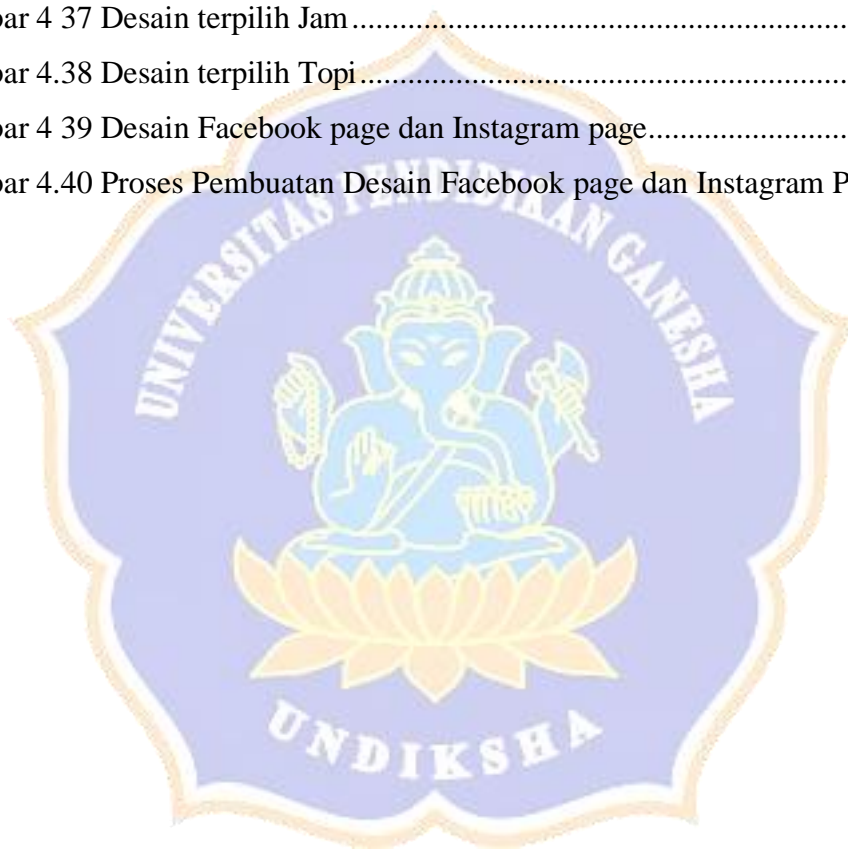 bar 4 37 Desain terpilih Jam....................................................................
bar 4.38 Desain terpilih Topi...................................................................
bar 4 39 Desain Facebook page dan Instagram page...........................
bar 4.40 Proses Pembuatan Desain Facebook page dan Instagram P
UNIVERSITAS PENDIDIKAN GANESHA
UNDIKSHA